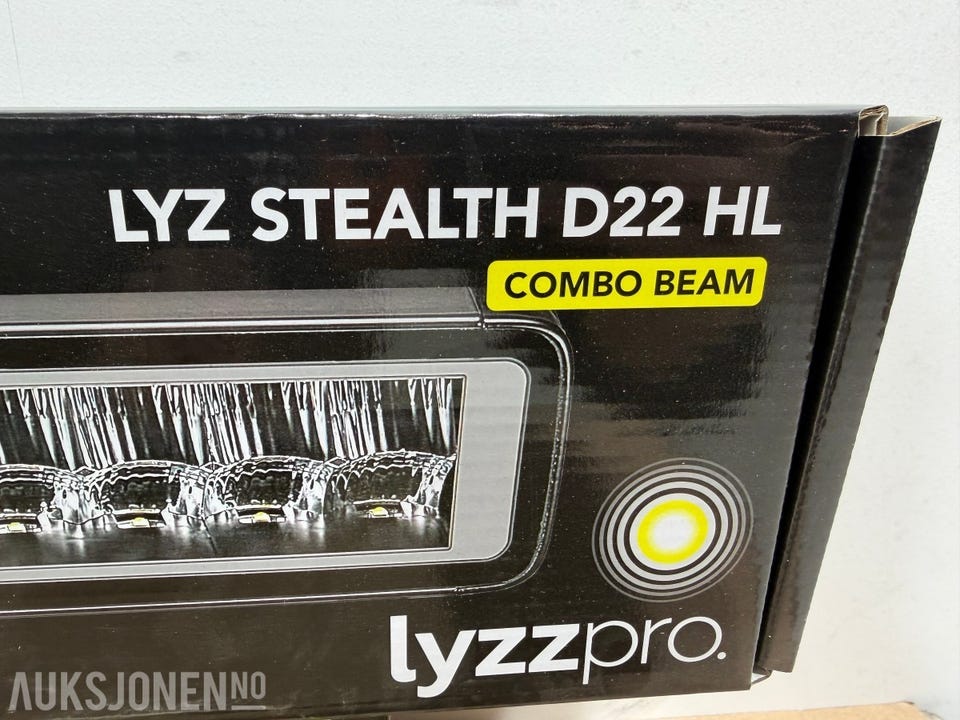 LYZ STEALTH D22 HL
COMBO BEAM
lyzzpro.
AUKSJONEN NO